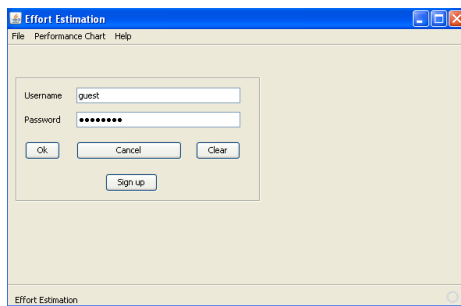 Effort Estimation
File Performance Chart Help
Username guest
Password ●●●●●●●●
Ok Cancel Clear
Sign up
Effort Estimation